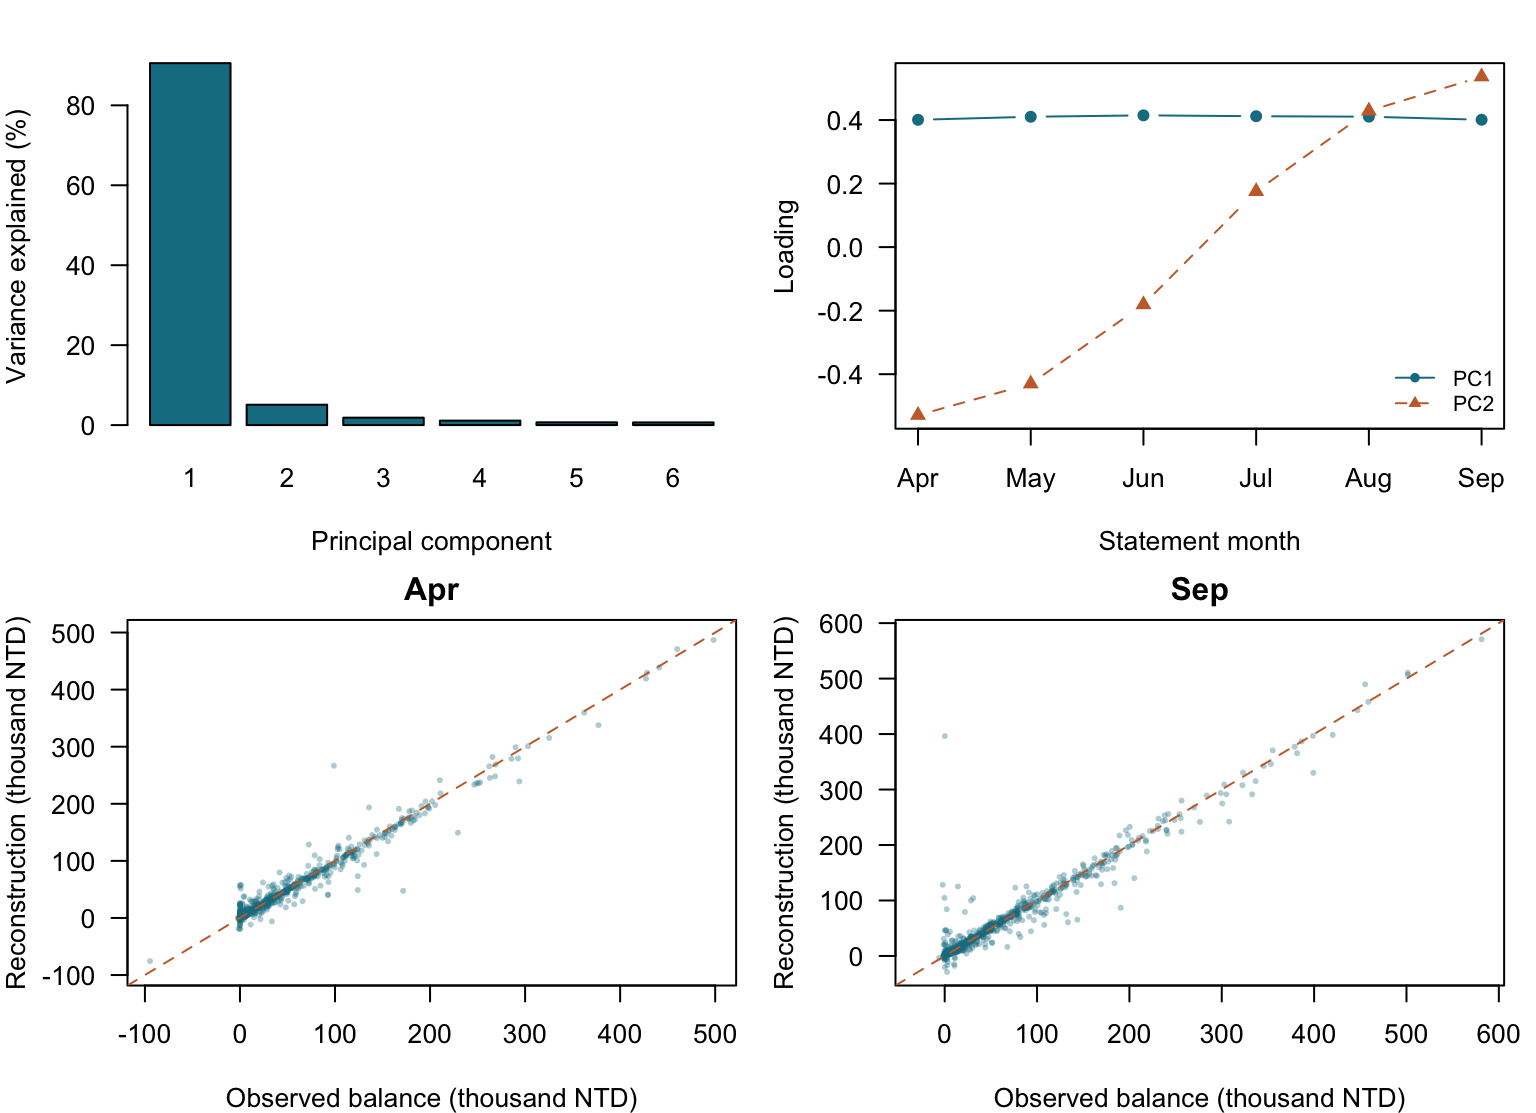 Variance explained (%)
80
60
40
20
0
1 2 3 4 5 6
Principal component
Loading
0.4
0.2
0.0
-0.2
-0.4
PC1
PC2
Apr May Jun Jul Aug Sep
Statement month
Apr
Reconstruction (thousand NTD)
500
400
300
200
100
0
-100
-100 0 100 200 300 400 500
Observed balance (thousand NTD)
Sep
Reconstruction (thousand NTD)
600
500
400
300
200
100
0
0 100 200 300 400 500 600
Observed balance (thousand NTD)